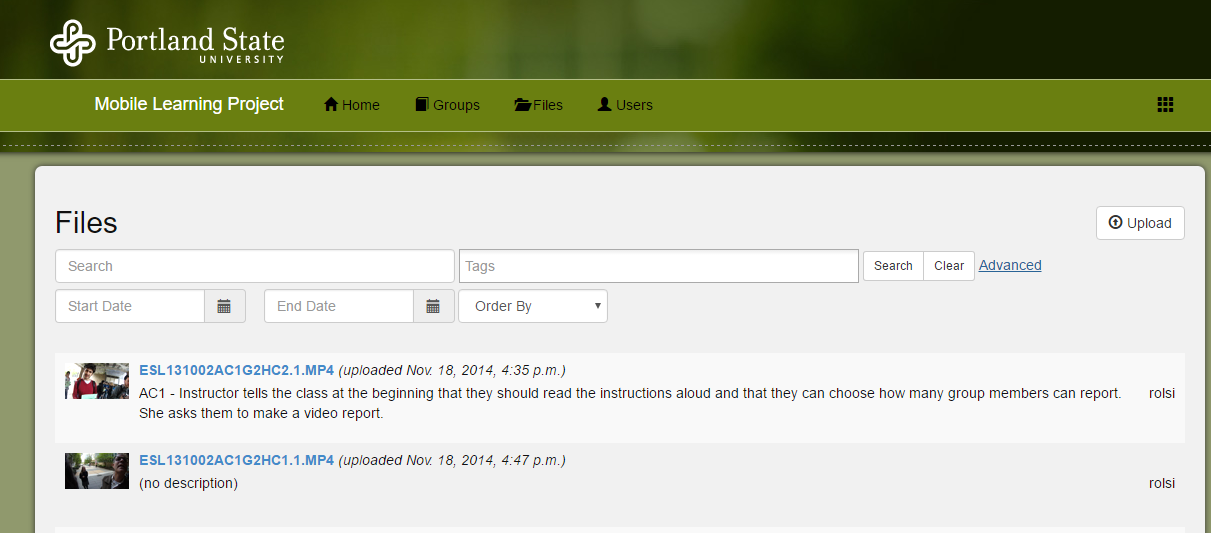 Portland State
UNIVERSITY
Mobile Learning Project Home Groups Files Users
Files
Upload
Search Tags Search Clear Advanced
Start Date End Date Order By
ESL131002AC1G2HC2.1.MP4 (uploaded Nov. 18, 2014, 4:35 p.m.)
AC1 - Instructor tells the class at the beginning that they should read the instructions aloud and that they can choose how many group members can report. rolsi
She asks them to make a video report.
ESL131002AC1G2HC1.1.MP4 (uploaded Nov. 18, 2014, 4:47 p.m.)
(no description) rolsi